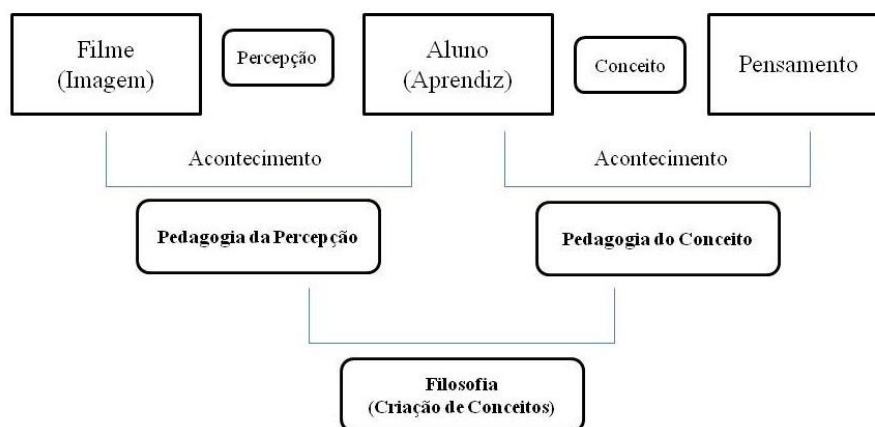 Filme
(Imagem)
Percepção
Aluno
(Aprendiz)
Conceito
Pensamento
Acontecimento
Acontecimento
Pedagogia da Percepção
Pedagogia do Conceito
Filosofia
(Criação de Conceitos)